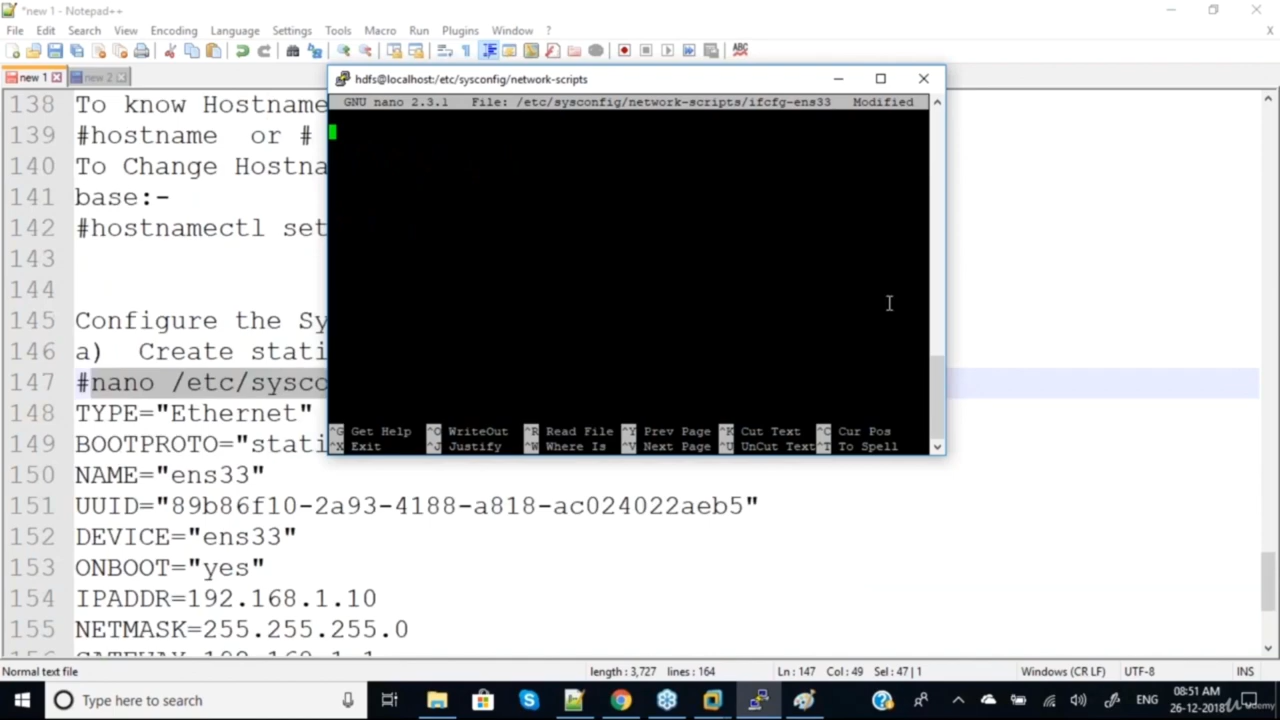 *new 1 - Notepad++
File Edit Search View Encoding Language Settings Tools Macro Run Plugins Window ?
new 1 new 2
hdfs@localhost:/etc/sysconfig/network-scripts
GNU nano 2.3.1 File: /etc/sysconfig/network-scripts/ifcfg-ens33 Modified
^G Get Help ^O WriteOut ^R Read File ^Y Prev Page ^K Cut Text ^C Cur Pos
^X Exit ^J Justify ^W Where Is ^V Next Page ^U UnCut Text ^T To Spell
138 To know Hostname
139 #hostname or #
140 To Change Hostna
141 base:-
142 #hostnamectl set
143
144
145 Configure the Sy
146 a) Create stati
147 #nano /etc/sysco
148 TYPE="Ethernet"
149 BOOTPROTO="stati
150 NAME="ens33"
151 UUID="89b86f10-2a93-4188-a818-ac024022aeb5"
152 DEVICE="ens33"
153 ONBOOT="yes"
154 IPADDR=192.168.1.10
155 NETMASK=255.255.255.0
Normal text file length : 3,727 lines : 164 Ln : 147 Col : 49 Sel : 47 | 1 Windows (CR LF) UTF-8 INS
Type here to search ENG 08:51 AM
26-12-2018
Udemy